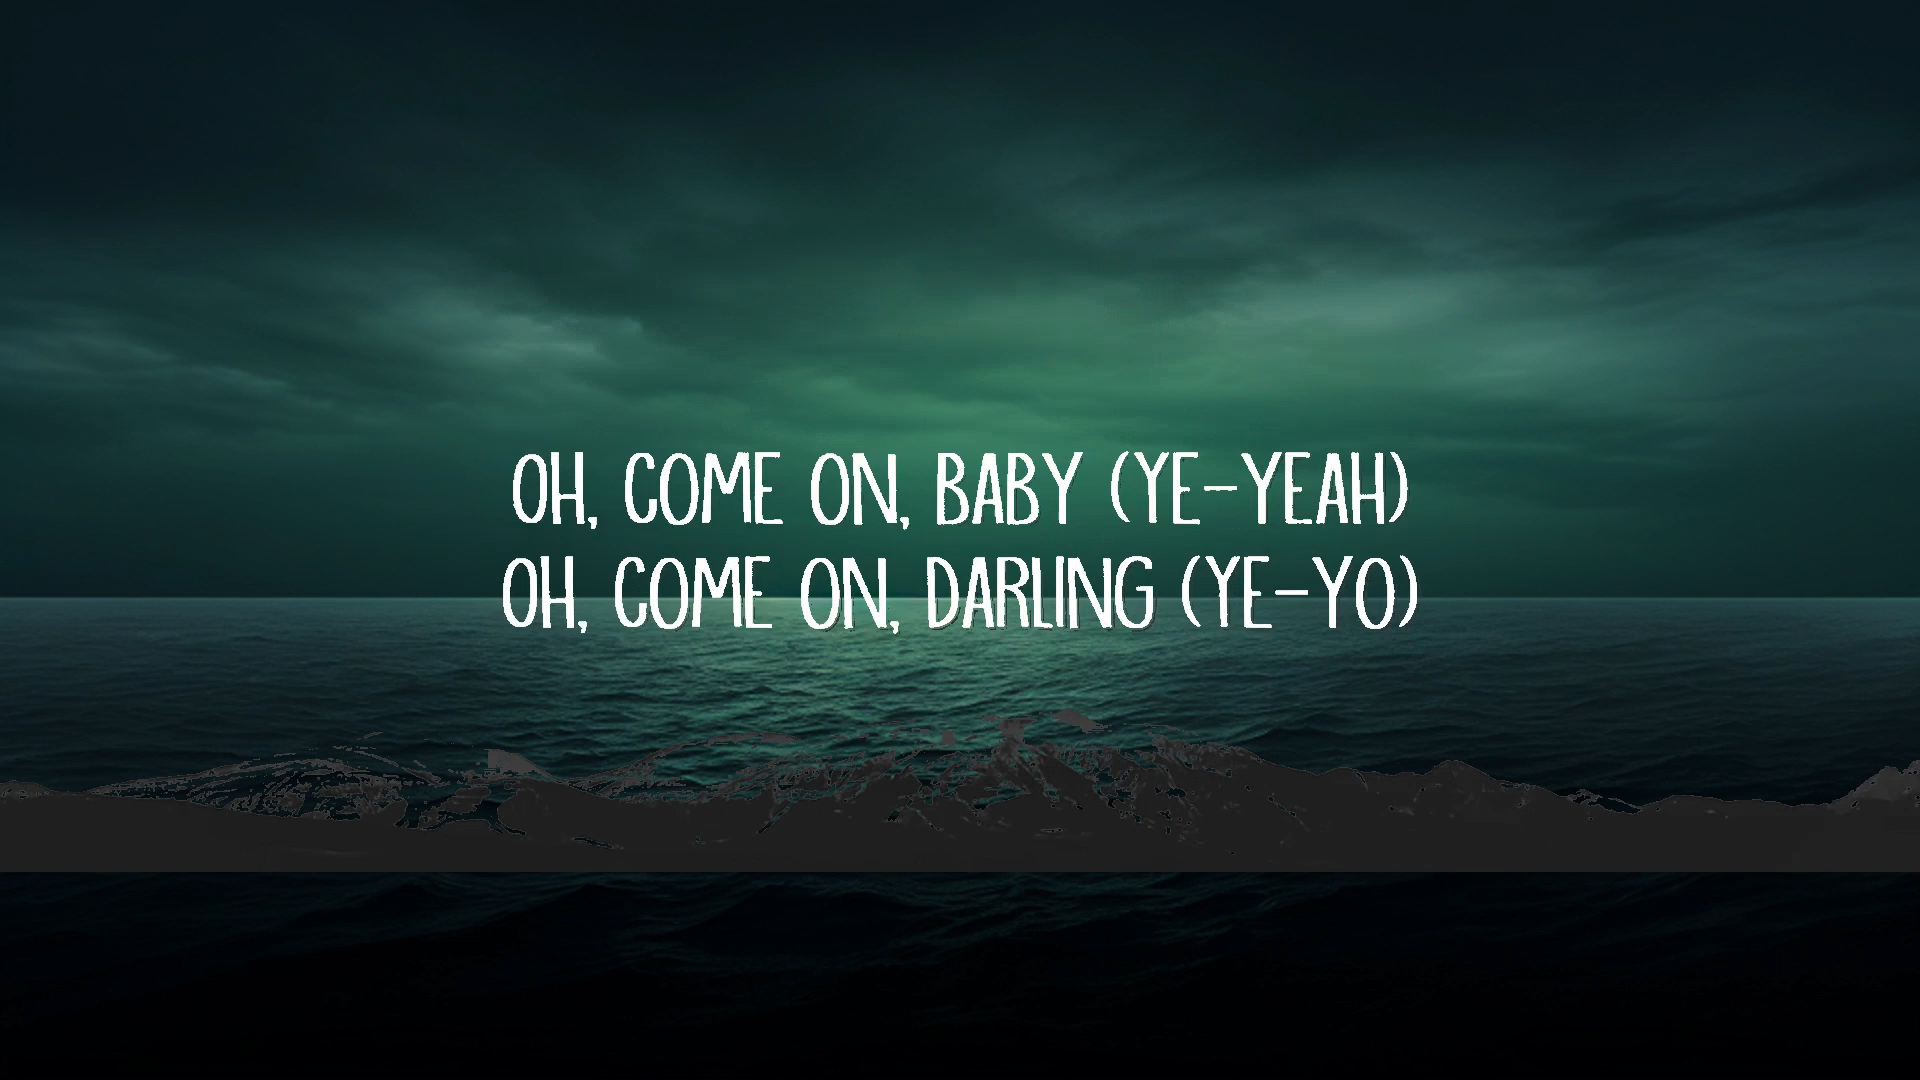 OH, COME ON, BABY (YE-YEAH)
OH, COME ON, DARLING (YE-YO)